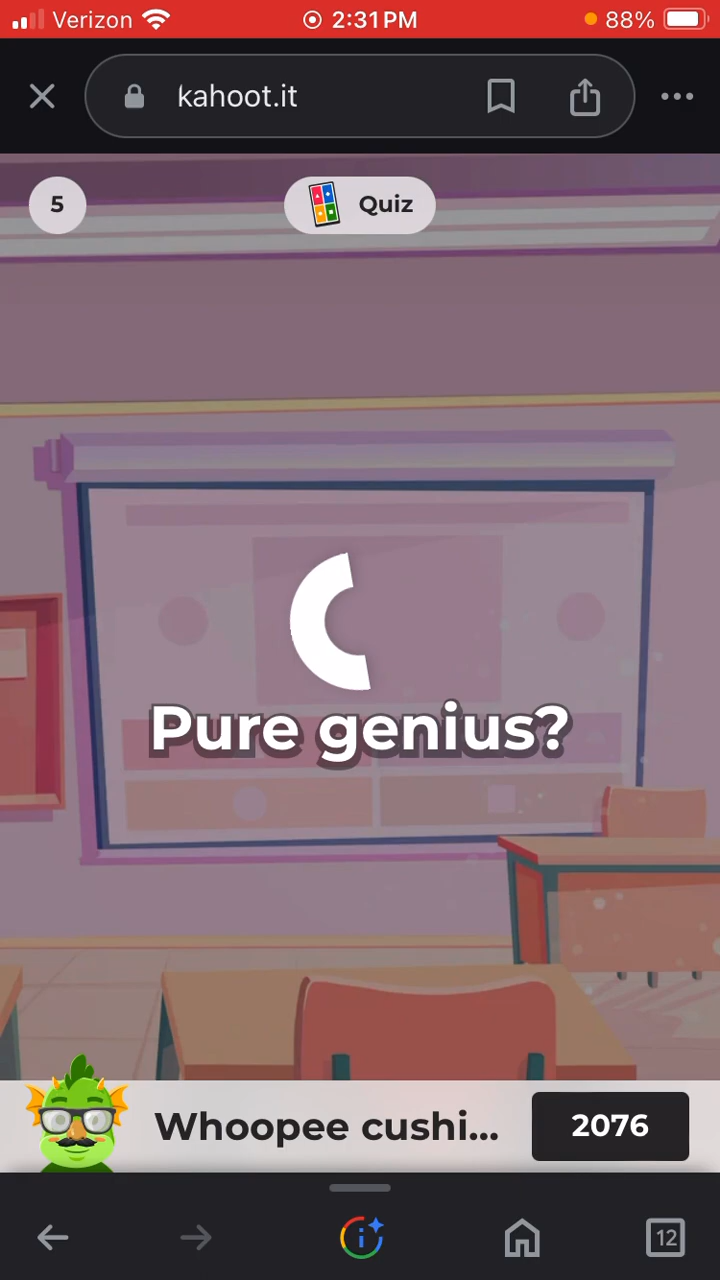 Verizon 2:31 PM 88%
kahoot.it
5 Quiz
Pure genius?
Whoopee cushi... 2076
12